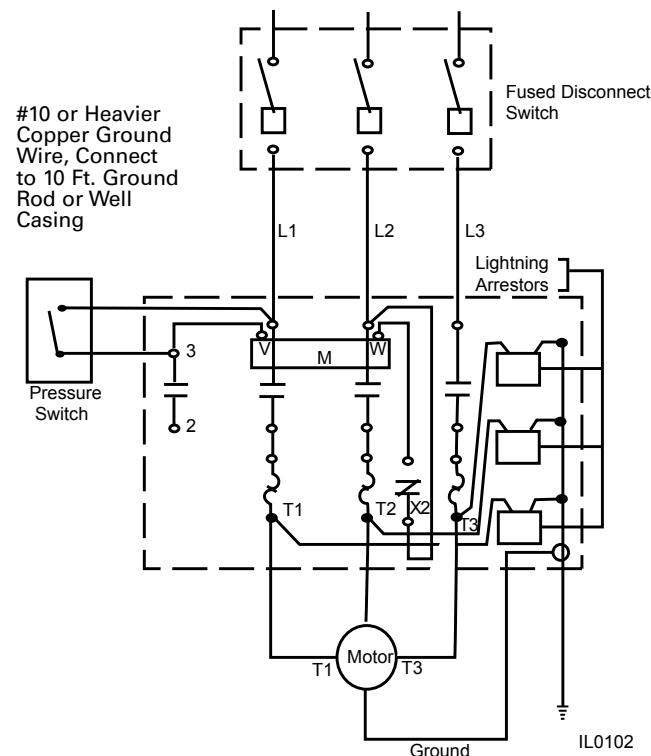 #10 or Heavier
Copper Ground
Wire, Connect
to 10 Ft. Ground
Rod or Well
Casing
Fused Disconnect
Switch
L1
L2
L3
Lightning
Arrestors
3
V
M
W
Pressure
Switch
2
T1
T2
X2
T3
Motor
T1
T3
Ground
IL0102